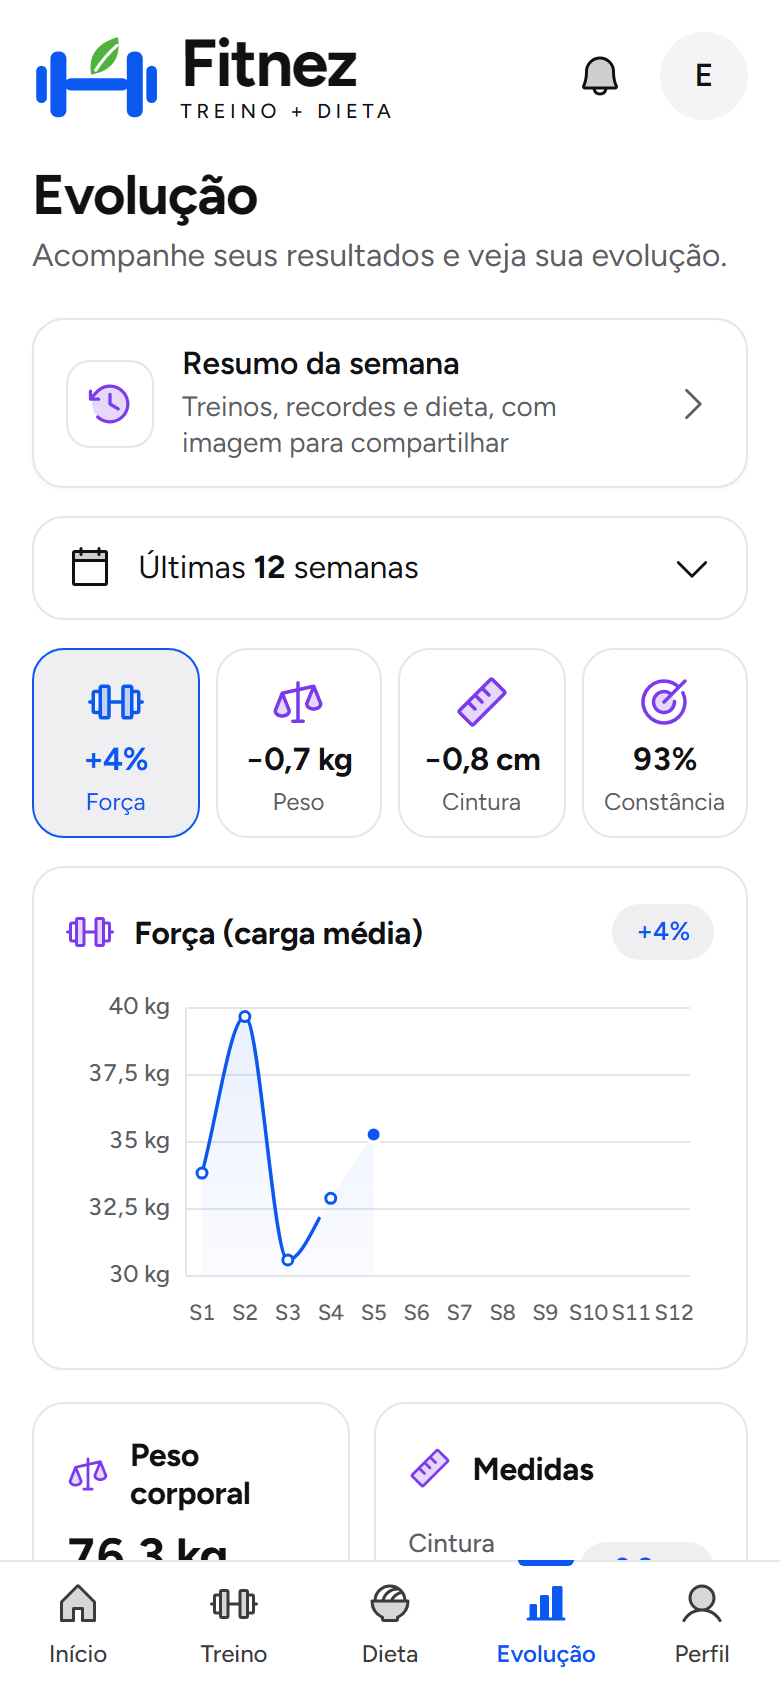 Fitnez
TREINO + DIETA
E
Evolução
Acompanhe seus resultados e veja sua evolução.
Resumo da semana
Treinos, recordes e dieta, com
imagem para compartilhar
Últimas 12 semanas
+4%
Força
−0,7 kg
Peso
−0,8 cm
Cintura
93%
Constância
Força (carga média)
+4%
40 kg
37,5 kg
35 kg
32,5 kg
30 kg
S1 S2 S3 S4 S5 S6 S7 S8 S9 S10 S11 S12
Peso
corporal
76,3 kg
Medidas
Cintura
Início
Treino
Dieta
Evolução
Perfil